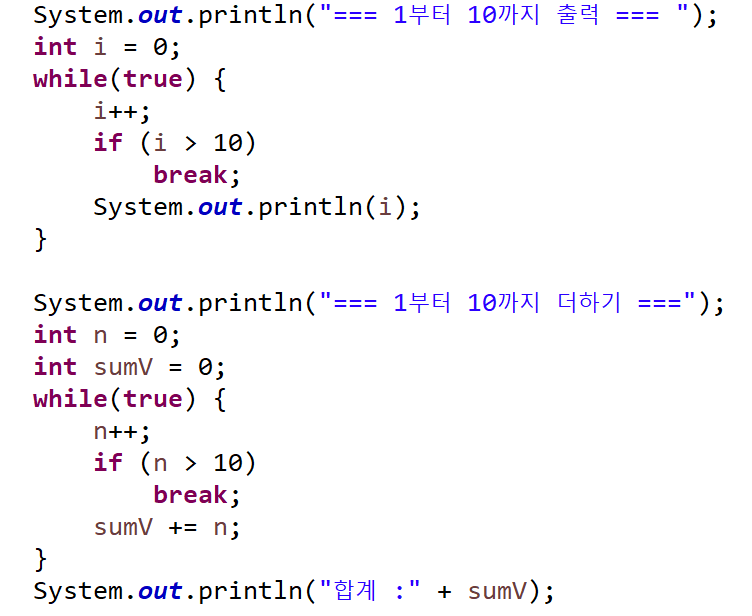 System.out.println("=== 1부터 10까지 출력 === ");
int i = 0;
while(true) {
    i++;
    if (i > 10)
        break;
    System.out.println(i);
}

System.out.println("=== 1부터 10까지 더하기 ===");
int n = 0;
int sumV = 0;
while(true) {
    n++;
    if (n > 10)
        break;
    sumV += n;
}
System.out.println("합계 :" + sumV);